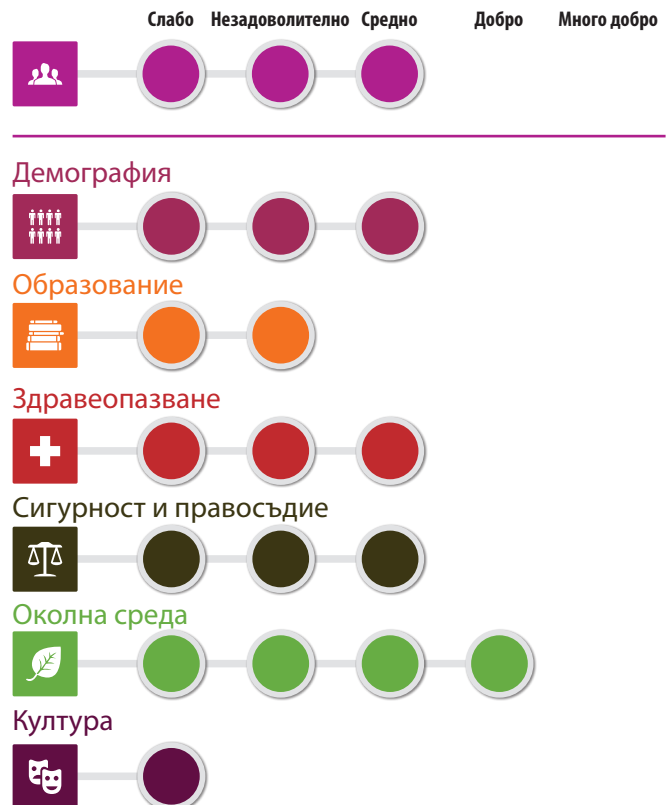 Слабо Незадоволително Средно Добро Много добро
Демография
Образование
Здравеопазване
Сигурност и правосъдие
Околна среда
Култура